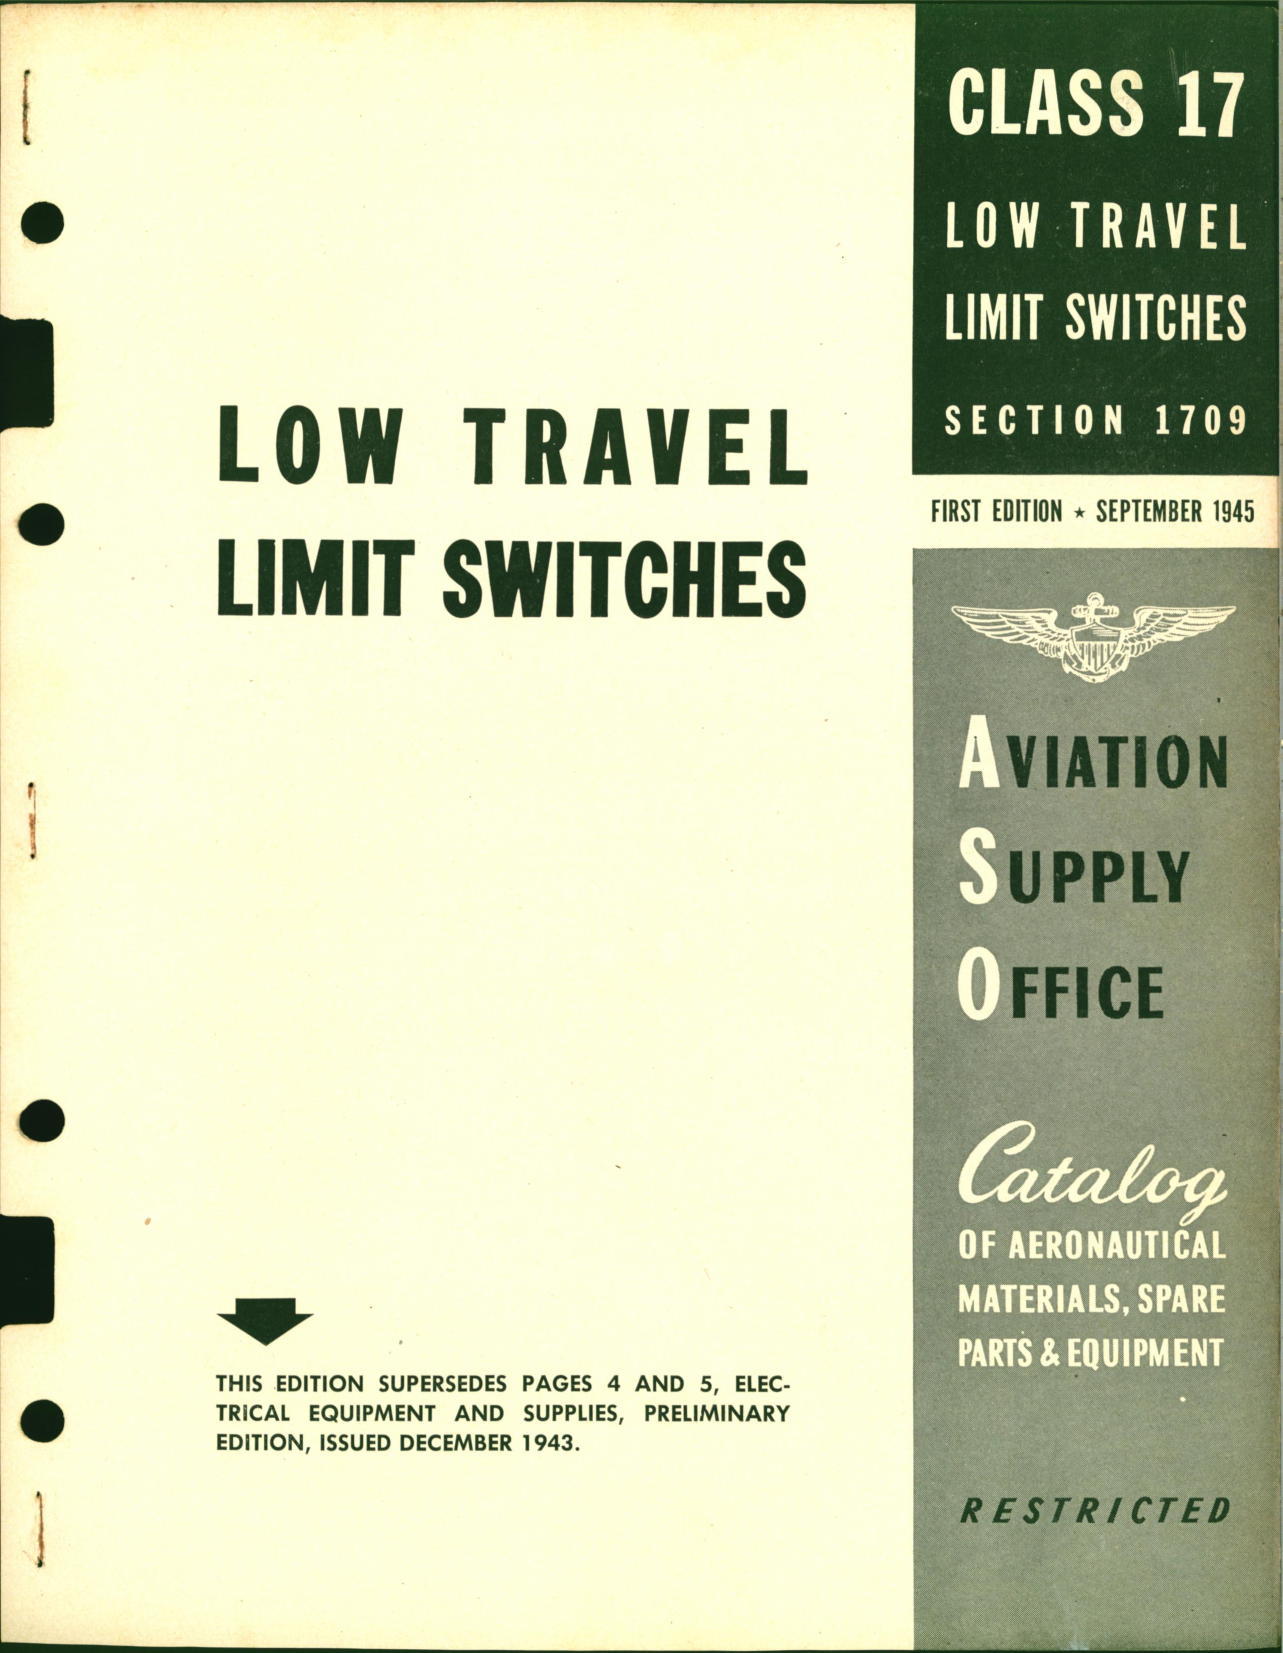 LOW TRAVEL
LIMIT SWITCHES
THIS EDITION SUPERSEDES PAGES 4 AND 5, ELEC-
TRICAL EQUIPMENT AND SUPPLIES, PRELIMINARY
EDITION, ISSUED DECEMBER 1943.
CLASS 17
LOW TRAVEL
LIMIT SWITCHES
SECTION 1709
FIRST EDITION ★ SEPTEMBER 1945
AVIATION
SUPPLY
OFFICE
Catalog
OF AERONAUTICAL
MATERIALS, SPARE
PARTS & EQUIPMENT
RESTRICTED